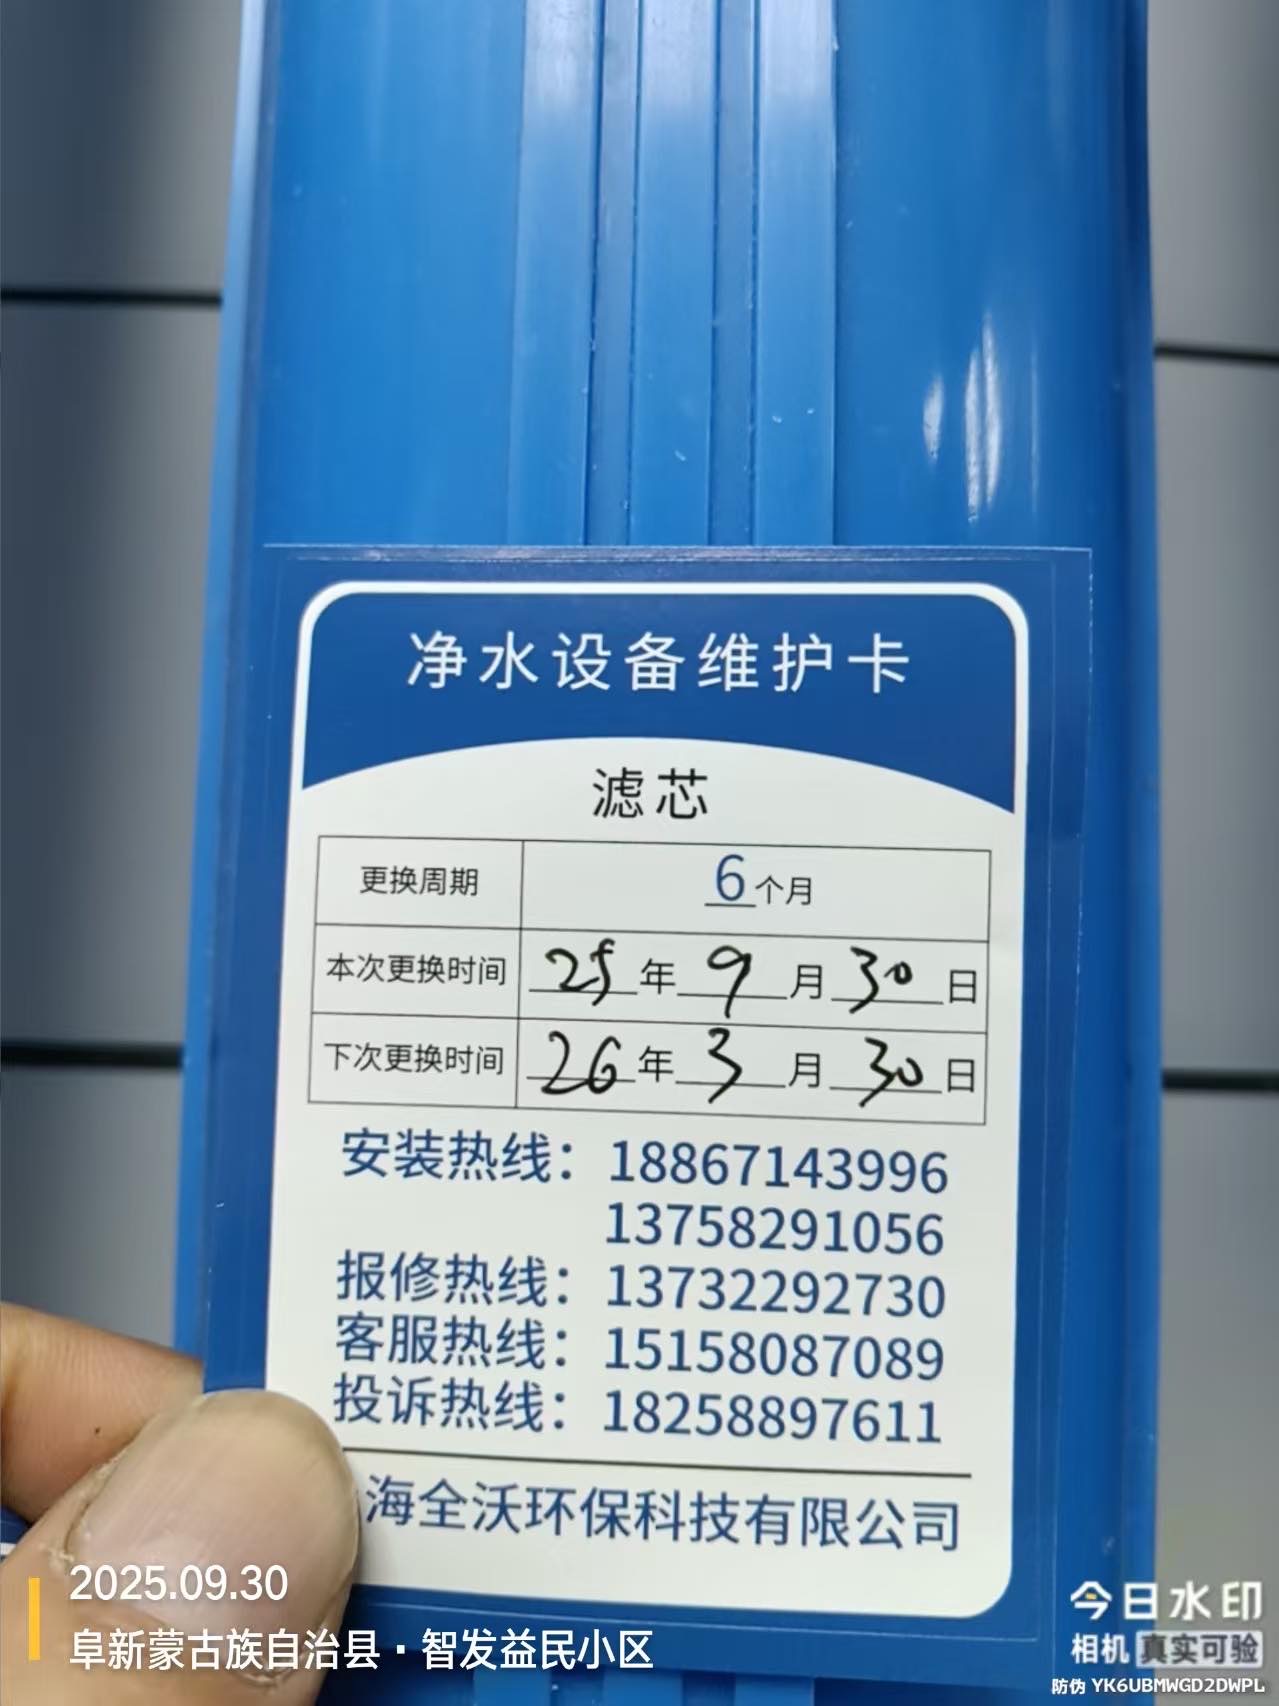 净水设备维护卡
滤芯
更换周期 6个月
本次更换时间 25年9月30日
下次更换时间 26年3月30日
安装热线：18867143996
13758291056
报修热线：13732292730
客服热线：15158087089
投诉热线：18258897611
海全沃环保科技有限公司
2025.09.30
阜新蒙古族自治县·智发益民小区
今日水印
相机 真实可验
防伪 YK6UBMWGD2DWPL